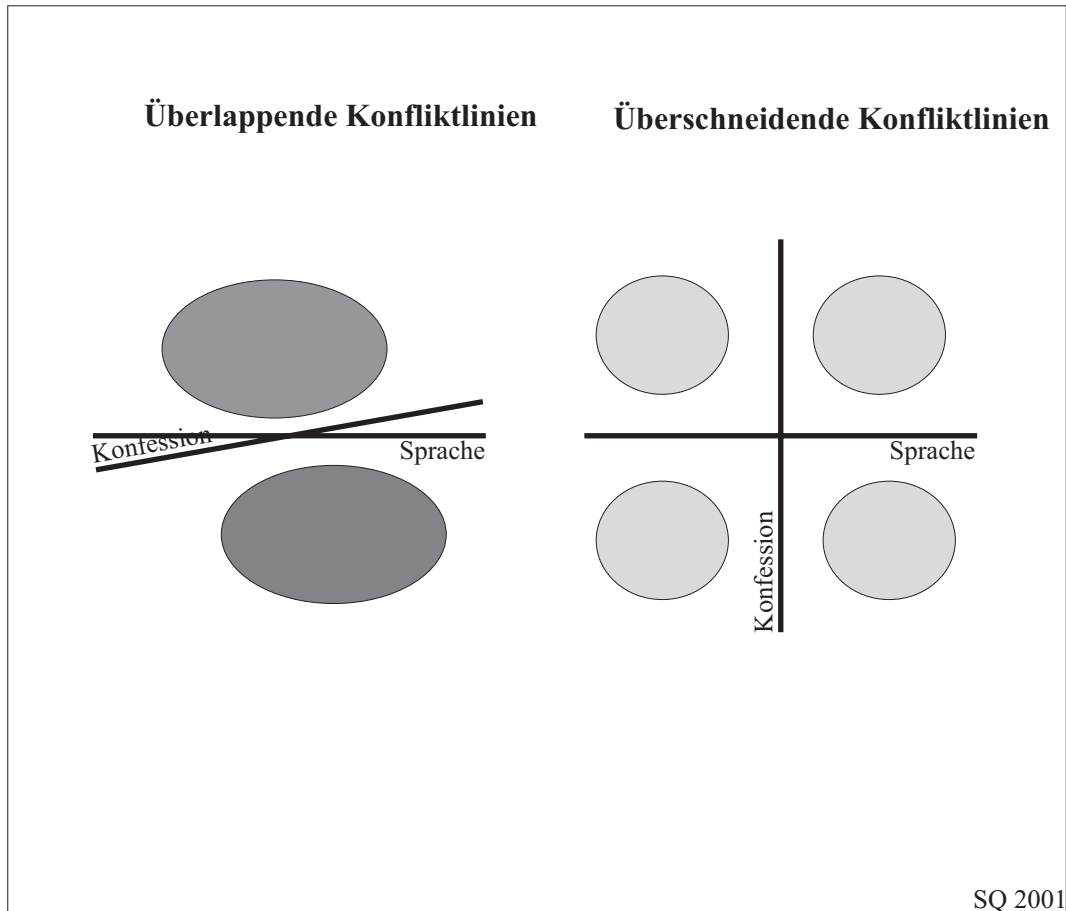 Überlappende Konfliktlinien
Überschneidende Konfliktlinien
Konfession
Sprache
Sprache
Konfession
SQ 2001